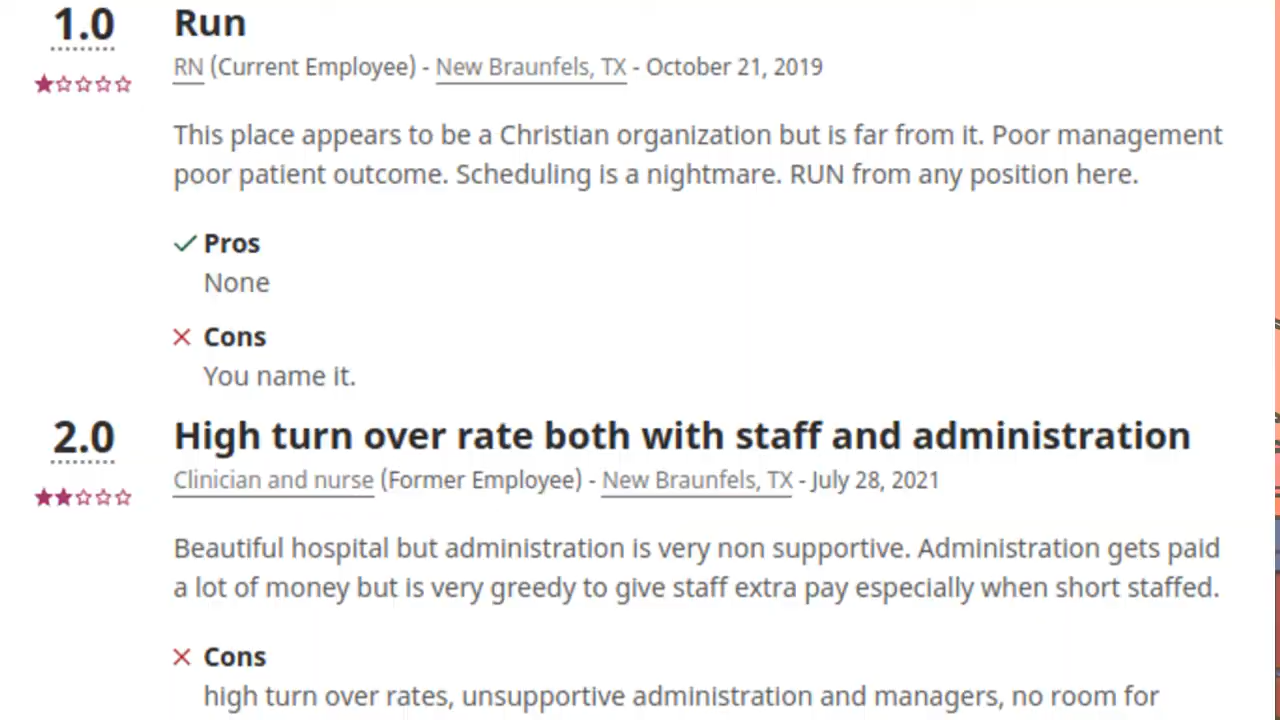 1.0 Run
RN (Current Employee) - New Braunfels, TX - October 21, 2019
This place appears to be a Christian organization but is far from it. Poor management
poor patient outcome. Scheduling is a nightmare. RUN from any position here.
Pros
None
Cons
You name it.
2.0 High turn over rate both with staff and administration
Clinician and nurse (Former Employee) - New Braunfels, TX - July 28, 2021
Beautiful hospital but administration is very non supportive. Administration gets paid
a lot of money but is very greedy to give staff extra pay especially when short staffed.
Cons
high turn over rates, unsupportive administration and managers, no room for